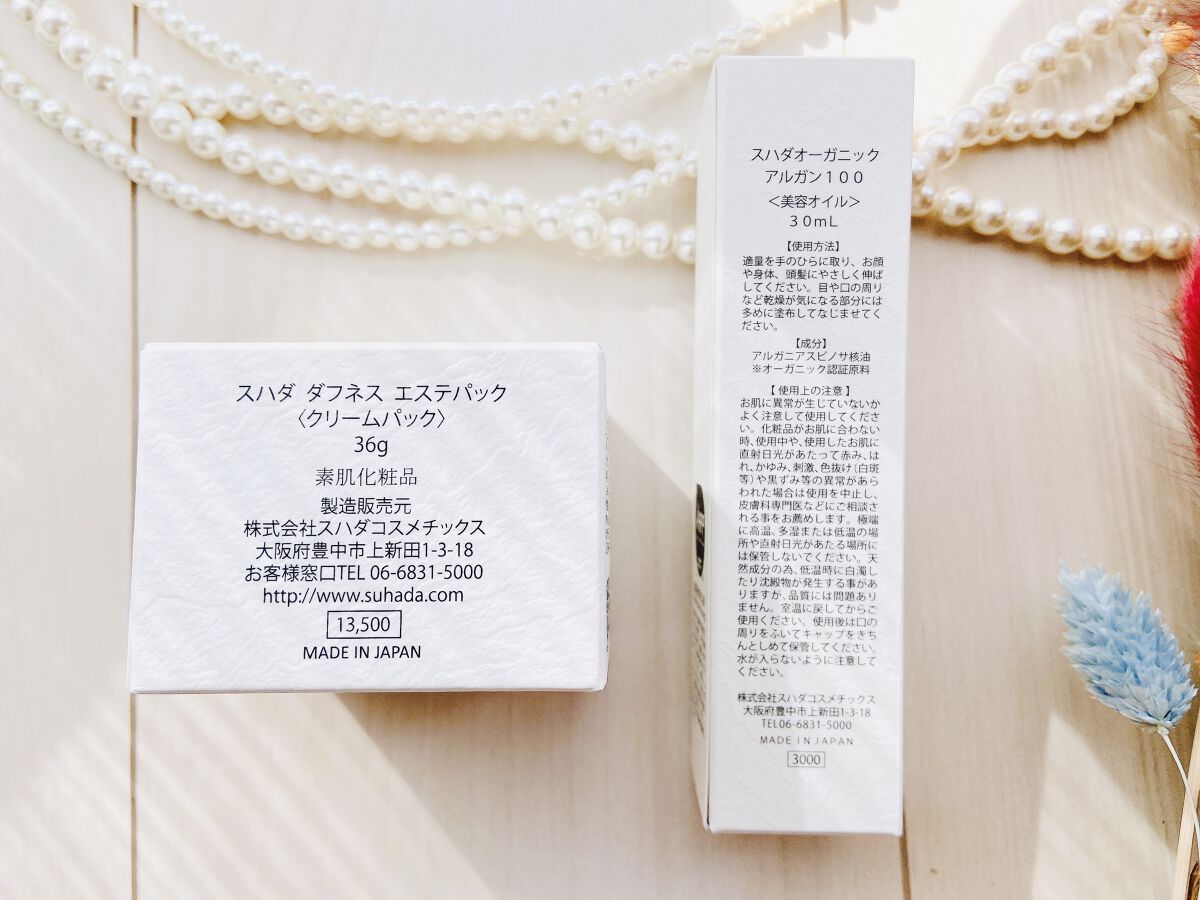 スハダ ダフネス エステパック
〈クリームパック〉
36g
素肌化粧品
製造販売元
株式会社スハダコスメチックス
大阪府豊中市上新田1-3-18
お客様窓口TEL 06-6831-5000
http://www.suhada.com
13,500
MADE IN JAPAN
スハダオーガニック
アルガン１００
＜美容オイル＞
３０ｍL
【使用方法】
適量を手のひらに取り、お顔
や身体、頭髪にやさしく伸ば
してください。目や口の周り
など乾燥が気になる部分には
多めに塗布してなじませてく
ださい。
【成分】
アルガニアスピノサ核油
※オーガニック認証原料
【 使用上の注意 】
お肌に異常が生じていないか
よく注意して使用してくださ
い。化粧品がお肌に合わない
時、使用中や、使用したお肌に
直射日光があたって赤み、は
れ、かゆみ、刺激、色抜け（白斑
等）や黒ずみ等の異常があら
われた場合は使用を中止し、
皮膚科専門医などにご相談さ
れる事をお薦めします。極端
に高温、多湿または低温の場
所や直射日光があたる場所に
は保管しないでください。天
然成分の為、低温時に白濁し
たり沈殿物が発生する事があ
りますが、品質には問題あり
ません。室温に戻してからご
使用ください。使用後は口の
周りをふいてキャップをきち
んとしめて保管してください。
水が入らないように注意して
ください。
株式会社スハダコスメチックス
大阪府豊中市上新田1-3-18
TEL06-6831-5000
MADE IN JAPAN
3000